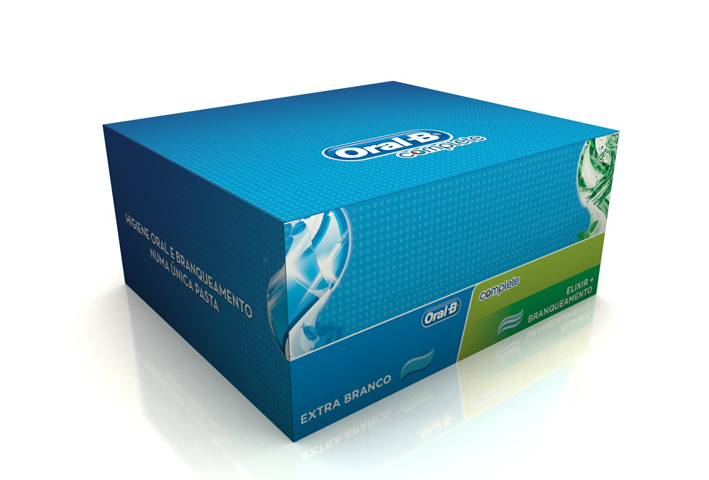 Oral-B
complete
HIGIENE ORAL E BRANQUEAMENTO
NUMA ÚNICA PASTA
Oral-B
complete
ELIXIR +
BRANQUEAMENTO
EXTRA BRANCO